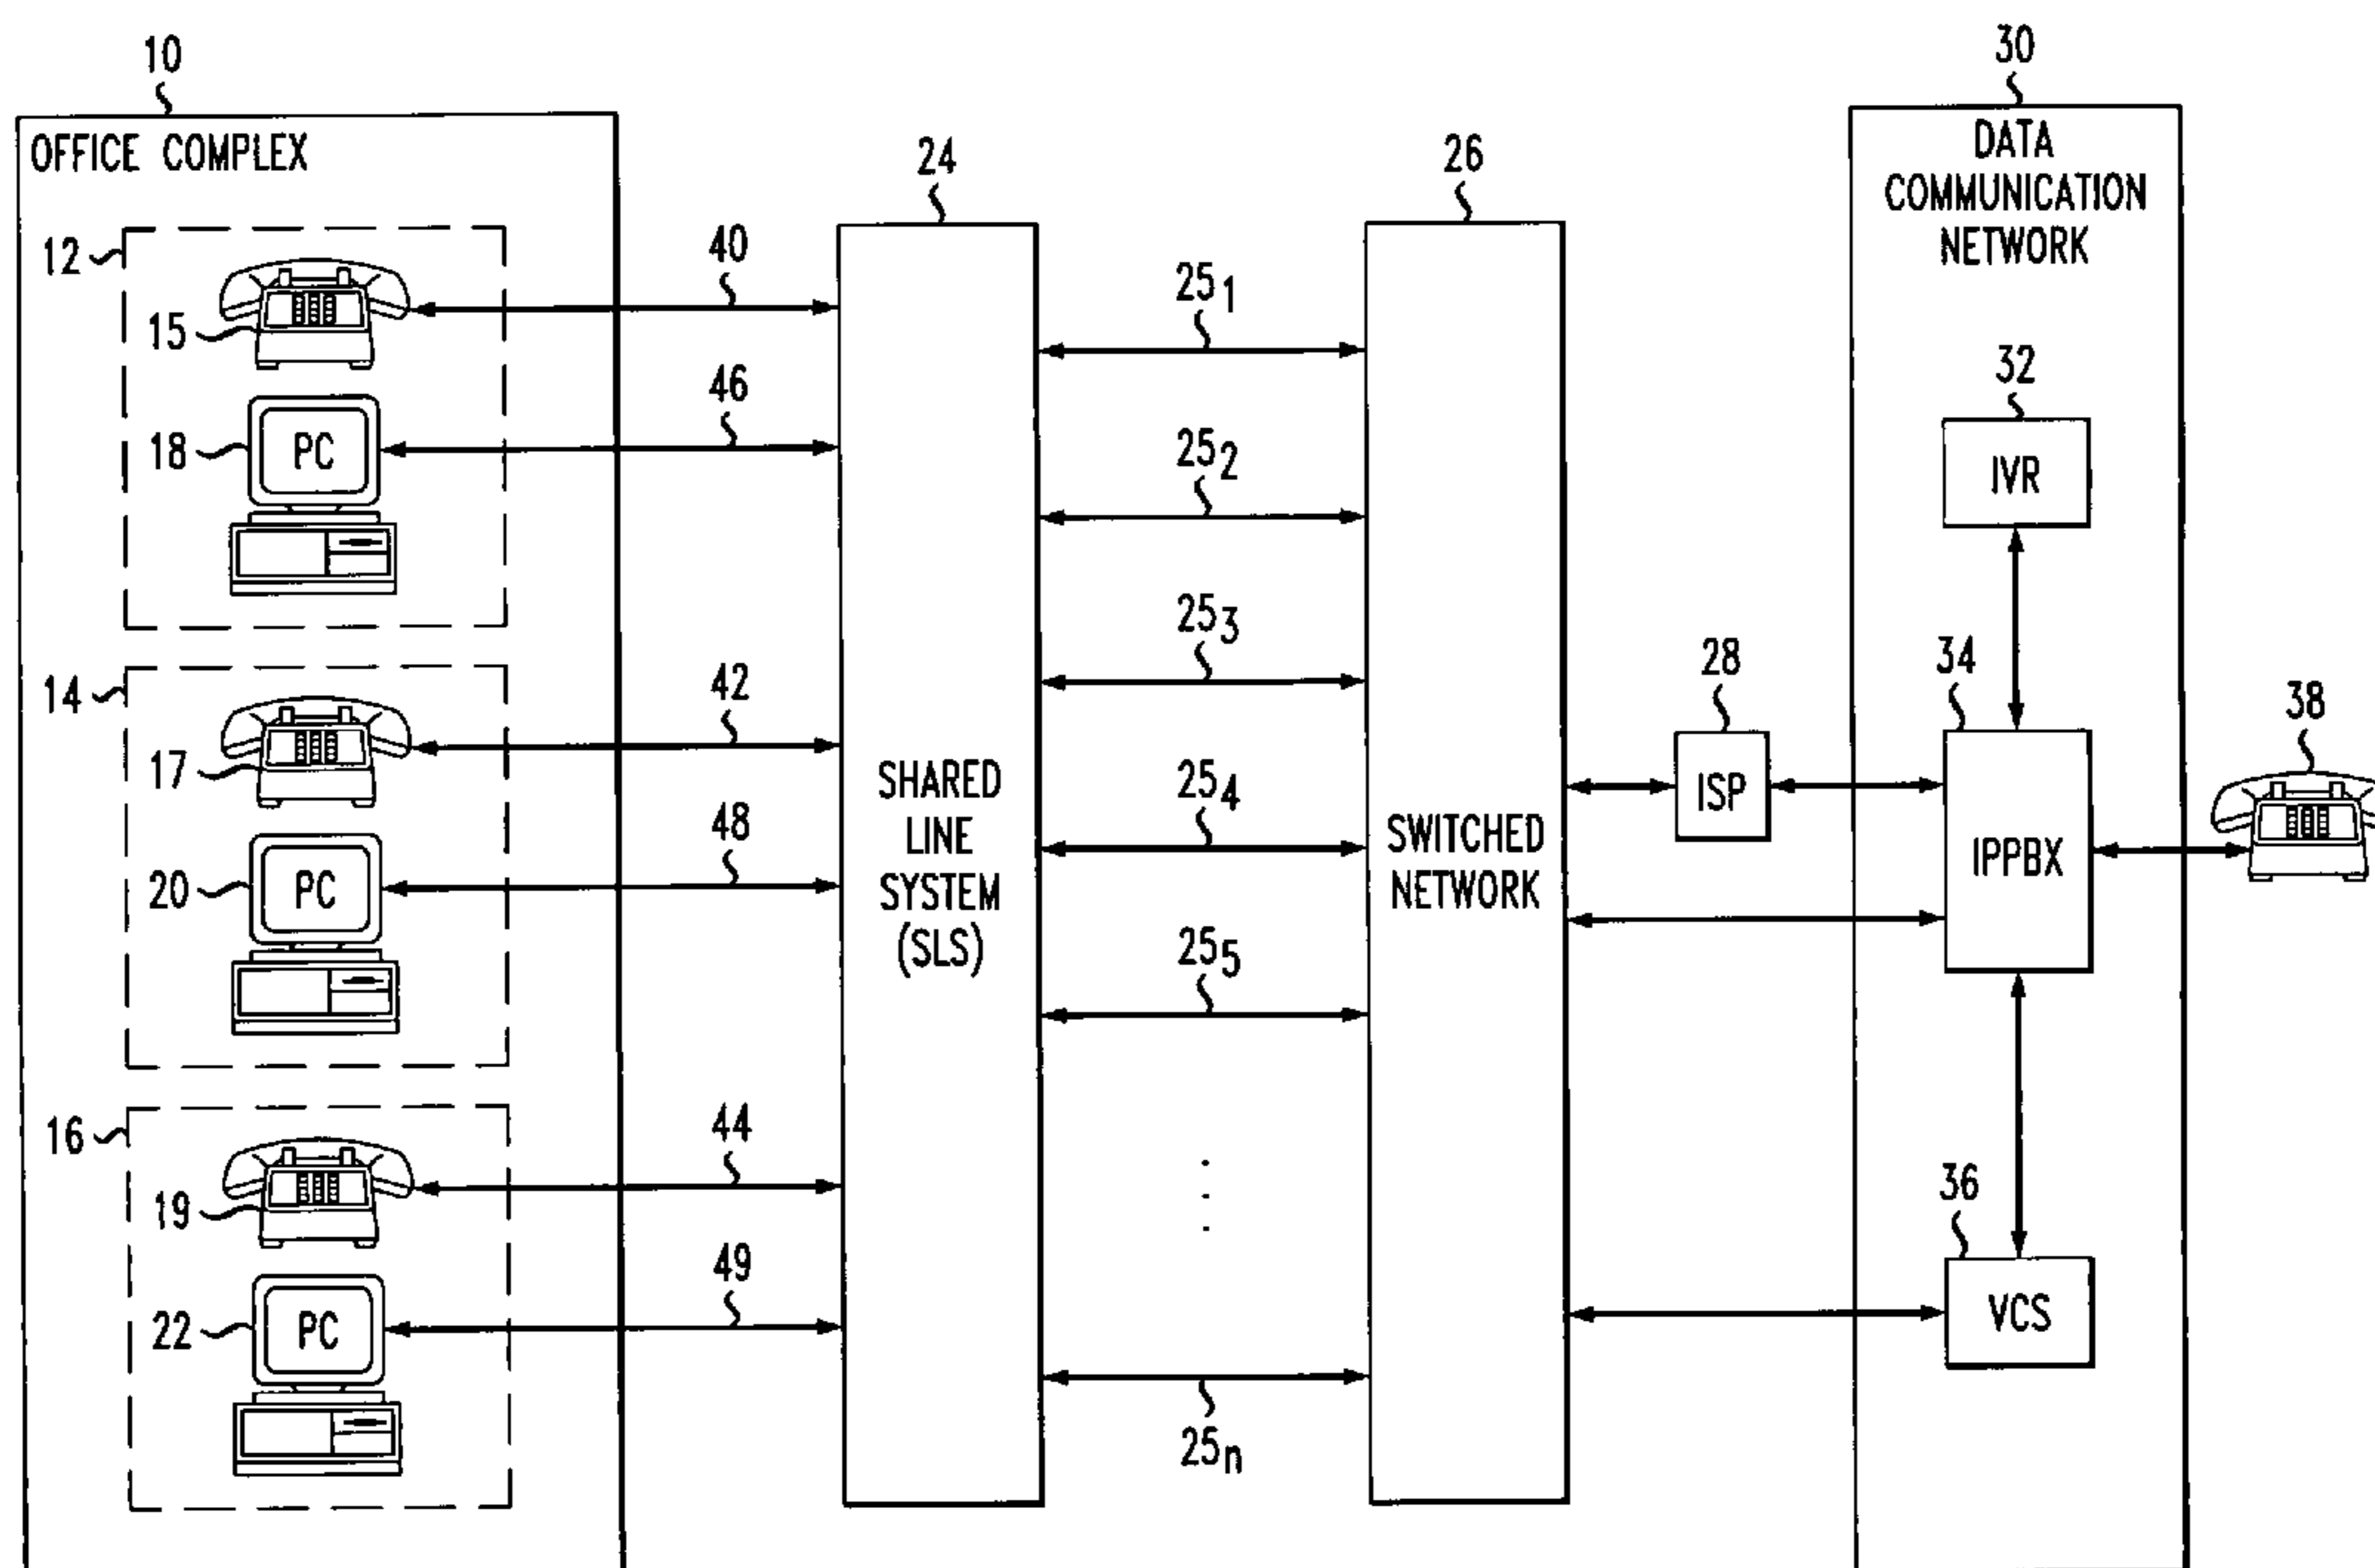 10
OFFICE COMPLEX
12
15
18
PC
14
17
20
PC
16
19
22
PC
40
46
42
48
44
49
24
SHARED
LINE
SYSTEM
(SLS)
25₁
25₂
25₃
25₄
25₅
25ₙ
26
SWITCHED
NETWORK
28
ISP
30
DATA
COMMUNICATION
NETWORK
32
IVR
34
IPPBX
36
VCS
38